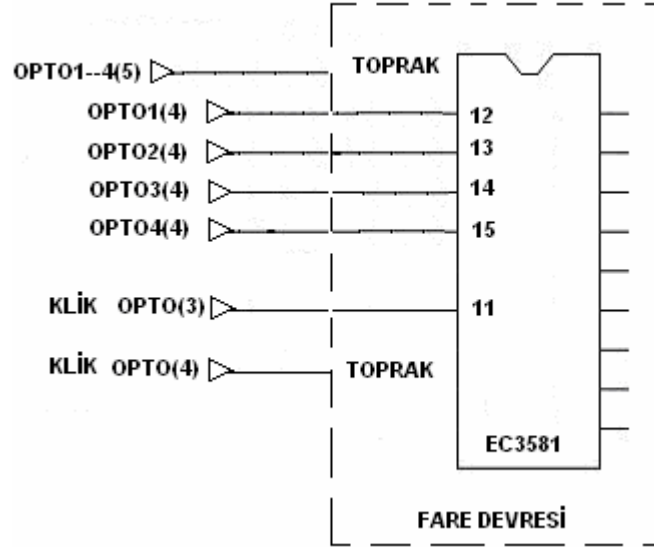 OPTO1--4(5) TOPRAK
OPTO1(4) 12
OPTO2(4) 13
OPTO3(4) 14
OPTO4(4) 15
KLİK OPTO(3) 11
KLİK OPTO(4) TOPRAK
EC3581
FARE DEVRESİ